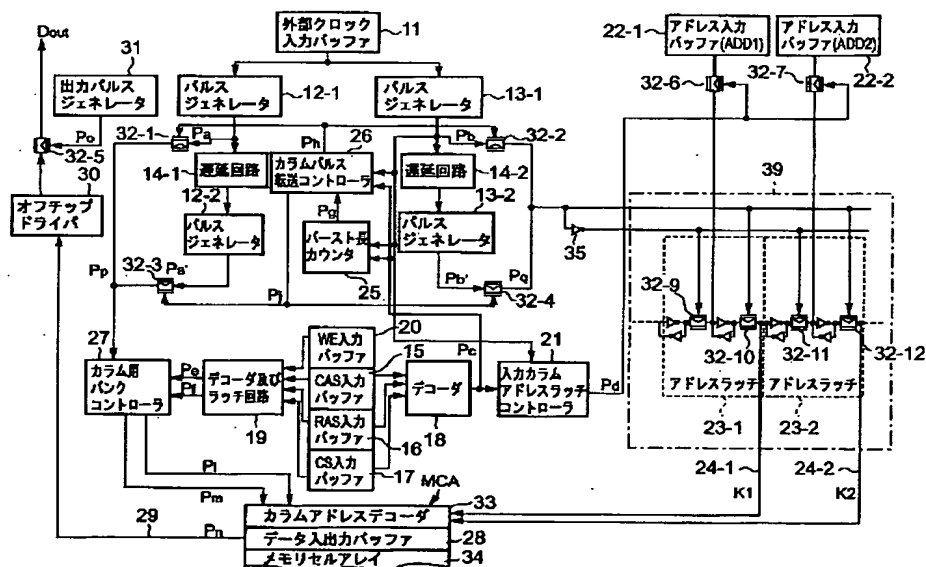 外部クロック
入力バッファ
11
Dout
31
出力パルス
ジェネレータ
パルス
ジェネレータ
12-1
パルス
ジェネレータ
13-1
22-1
アドレス入力
バッファ(ADD1)
アドレス入力
バッファ(ADD2)
22-2
32-6
32-7
Po
32-5
30
オフチップ
ドライバ
32-1
Pa
Ph
26
Pb
32-2
14-1
遅延回路
カラムパルス
転送コントローラ
遅延回路
14-2
12-2
13-2
39
パルス
ジェネレータ
Pg
バースト長
カウンタ
25
パルス
ジェネレータ
35
Pp
32-3
Pa'
Pj
Pb'
Pq
32-4
32-9
32-10
32-11
32-12
アドレスラッチ
アドレスラッチ
23-1
23-2
27
カラム用
バンク
コントローラ
Pe
Pf
デコーダ及び
ラッチ回路
19
WE入力
バッファ
20
CAS入力
バッファ
15
RAS入力
バッファ
16
CS入力
バッファ
17
Pc
デコーダ
18
21
入力カラム
アドレスラッチ
コントローラ
Pd
24-1
24-2
K1
K2
Pl
Pm
MCA
29
Pn
カラムアドレスデコーダ
33
データ入出力バッファ
28
メモリセルアレイ
34